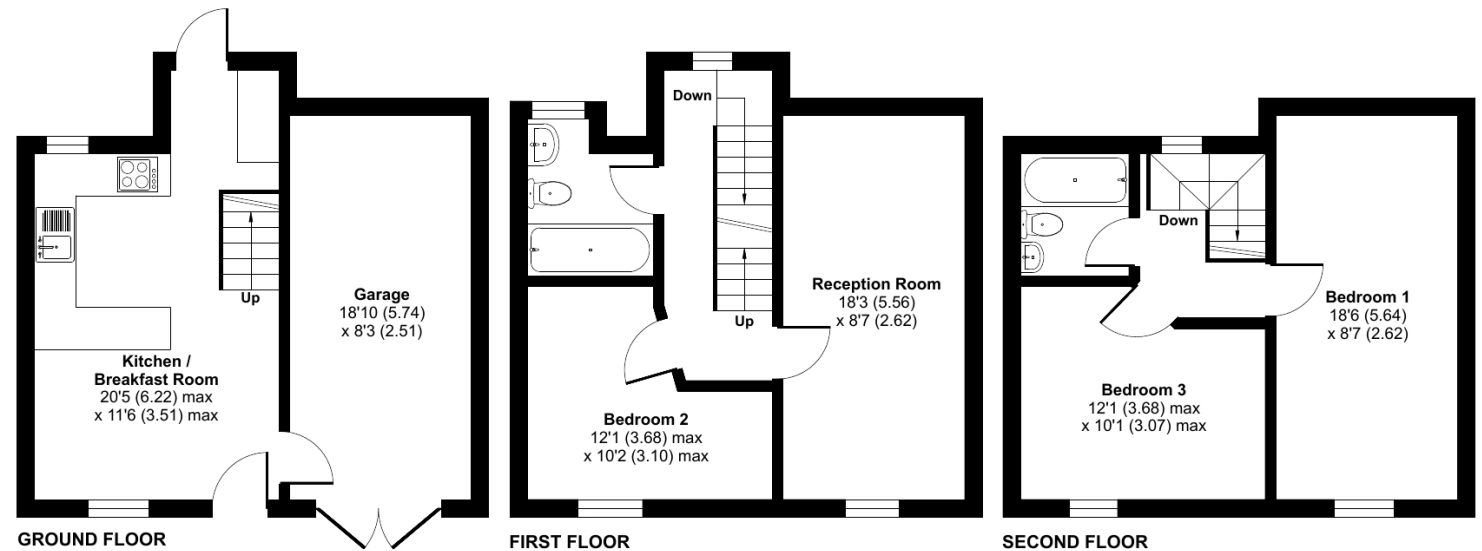 Up
Garage
18'10 (5.74)
x 8'3 (2.51)
Kitchen /
Breakfast Room
20'5 (6.22) max
x 11'6 (3.51) max
GROUND FLOOR
Down
Up
Reception Room
18'3 (5.56)
x 8'7 (2.62)
Bedroom 2
12'1 (3.68) max
x 10'2 (3.10) max
FIRST FLOOR
Down
Bedroom 1
18'6 (5.64)
x 8'7 (2.62)
Bedroom 3
12'1 (3.68) max
x 10'1 (3.07) max
SECOND FLOOR